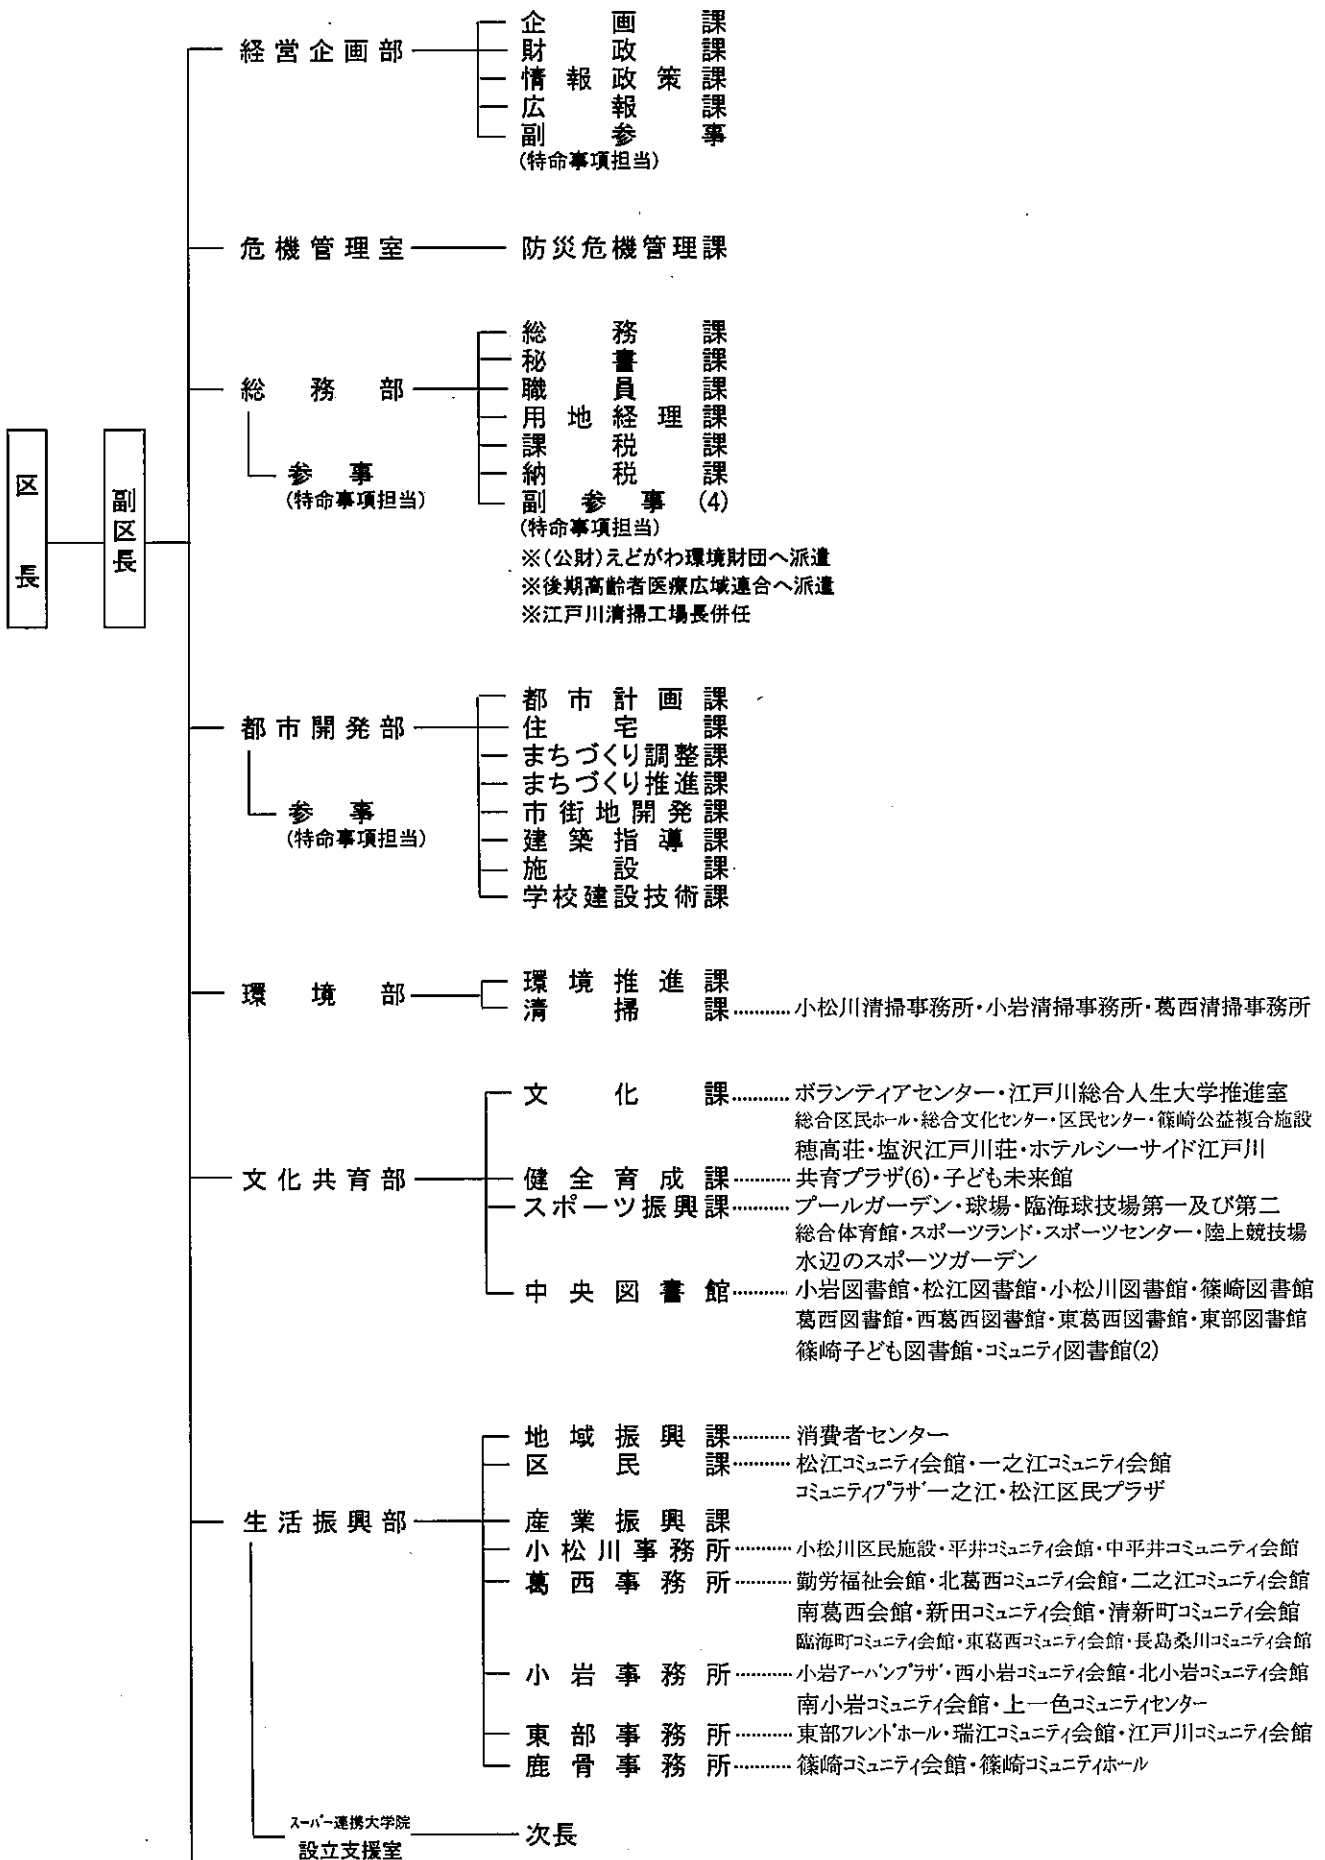 区長
副区長
経営企画部
企画課
財政課
情報政策課
広報課
副参事
(特命事項担当)
危機管理室
防災危機管理課
総務部
参事
(特命事項担当)
総務課
秘書課
職員課
用地経理課
課税課
納税課
副参事(4)
(特命事項担当)
※(公財)えどがわ環境財団へ派遣
※後期高齢者医療広域連合へ派遣
※江戸川清掃工場長併任
都市開発部
参事
(特命事項担当)
都市計画課
住宅課
まちづくり調整課
まちづくり推進課
市街地開発課
建築指導課
施設課
学校建設技術課
環境部
環境推進課
清掃課………小松川清掃事務所・小岩清掃事務所・葛西清掃事務所
文化共育部
文化課………ボランティアセンター・江戸川総合人生大学推進室
総合区民ホール・総合文化センター・区民センター・篠崎公益複合施設
穂高荘・塩沢江戸川荘・ホテルシーサイド江戸川
健全育成課………共育プラザ(6)・子ども未来館
スポーツ振興課………プールガーデン・球場・臨海球技場第一及び第二
総合体育館・スポーツランド・スポーツセンター・陸上競技場
水辺のスポーツガーデン
中央図書館………小岩図書館・松江図書館・小松川図書館・篠崎図書館
葛西図書館・西葛西図書館・東葛西図書館・東部図書館
篠崎子ども図書館・コミュニティ図書館(2)
生活振興部
地域振興課………消費者センター
区民課………松江コミュニティ会館・一之江コミュニティ会館
コミュニティプラザ一之江・松江区民プラザ
産業振興課
小松川事務所………小松川区民施設・平井コミュニティ会館・中平井コミュニティ会館
葛西事務所………勤労福祉会館・北葛西コミュニティ会館・二之江コミュニティ会館
南葛西会館・新田コミュニティ会館・清新町コミュニティ会館
臨海町コミュニティ会館・東葛西コミュニティ会館・長島桑川コミュニティ会館
小岩事務所………小岩アーバンプラザ・西小岩コミュニティ会館・北小岩コミュニティ会館
南小岩コミュニティ会館・上一色コミュニティセンター
東部事務所………東部フレンドホール・瑞江コミュニティ会館・江戸川コミュニティ会館
鹿骨事務所………篠崎コミュニティ会館・篠崎コミュニティホール
スーパー連携大学院
設立支援室
次長